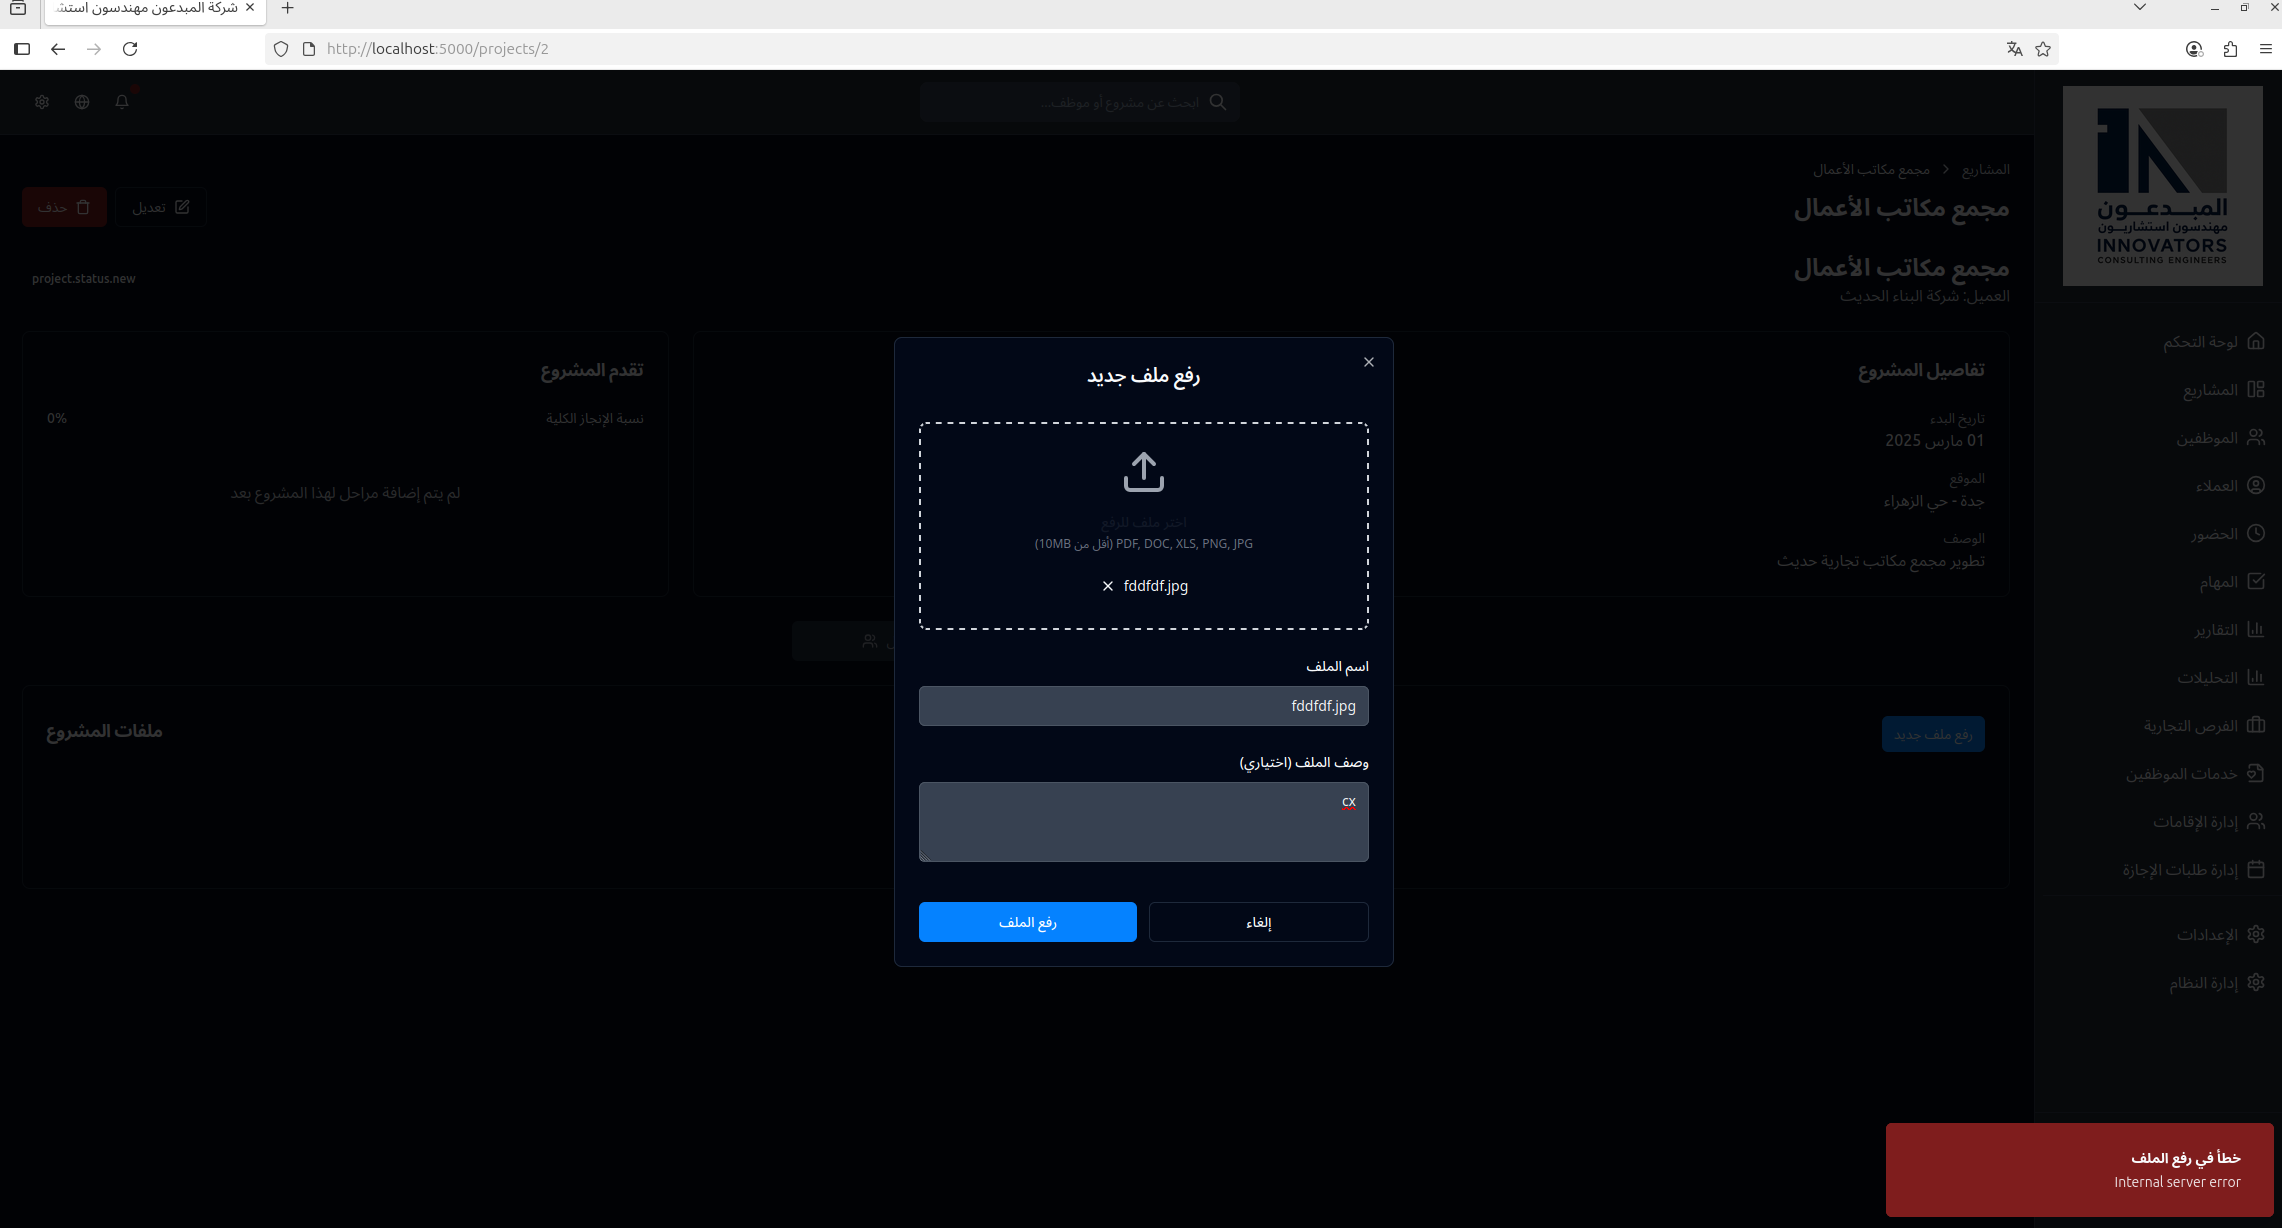 شركة المبدعون مهندسون استش
http://localhost:5000/projects/2
ابحث عن مشروع أو موظف...
المبدعون
مهندسون استشاريون
INNOVATORS
CONSULTING ENGINEERS
لوحة التحكم
المشاريع
الموظفين
العملاء
الحضور
المهام
التقارير
التحليلات
الفرص التجارية
خدمات الموظفين
إدارة الإقامات
إدارة طلبات الإجازة
الإعدادات
إدارة النظام
المشاريع > مجمع مكاتب الأعمال
مجمع مكاتب الأعمال
تعديل
حذف
مجمع مكاتب الأعمال
العميل: شركة البناء الحديث
project.status.new
تفاصيل المشروع
تاريخ البدء
01 مارس 2025
الموقع
جدة - حي الزهراء
الوصف
تطوير مجمع مكاتب تجارية حديث
تقدم المشروع
نسبة الإنجاز الكلية
0%
لم يتم إضافة مراحل لهذا المشروع بعد
رفع ملف جديد
ملفات المشروع
رفع ملف جديد
اختر ملف للرفع
PDF, DOC, XLS, PNG, JPG (أقل من 10MB)
fddfdf.jpg
اسم الملف
fddfdf.jpg
وصف الملف (اختياري)
cx
إلغاء
رفع الملف
خطأ في رفع الملف
Internal server error